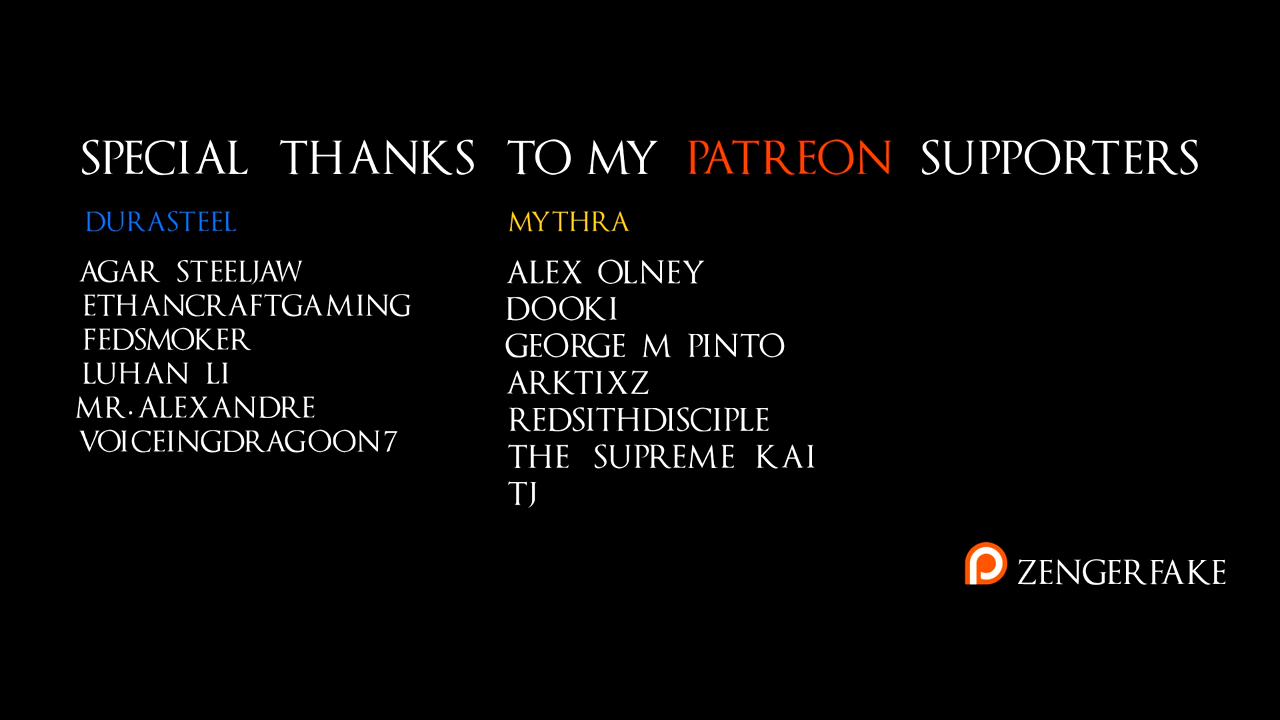 SPECIAL THANKS TO MY PATREON SUPPORTERS
DURASTEEL
AGAR STEELJAW
ETHANCRAFTGAMING
FEDSMOKER
LUHAN LI
MR. ALEXANDRE
VOICEINGDRAGOON7
MYTHRA
ALEX OLNEY
DOOKI
GEORGE M PINTO
ARKTIXZ
REDSITHDISCIPLE
THE SUPREME KAI
TJ
ZENGERFAKE